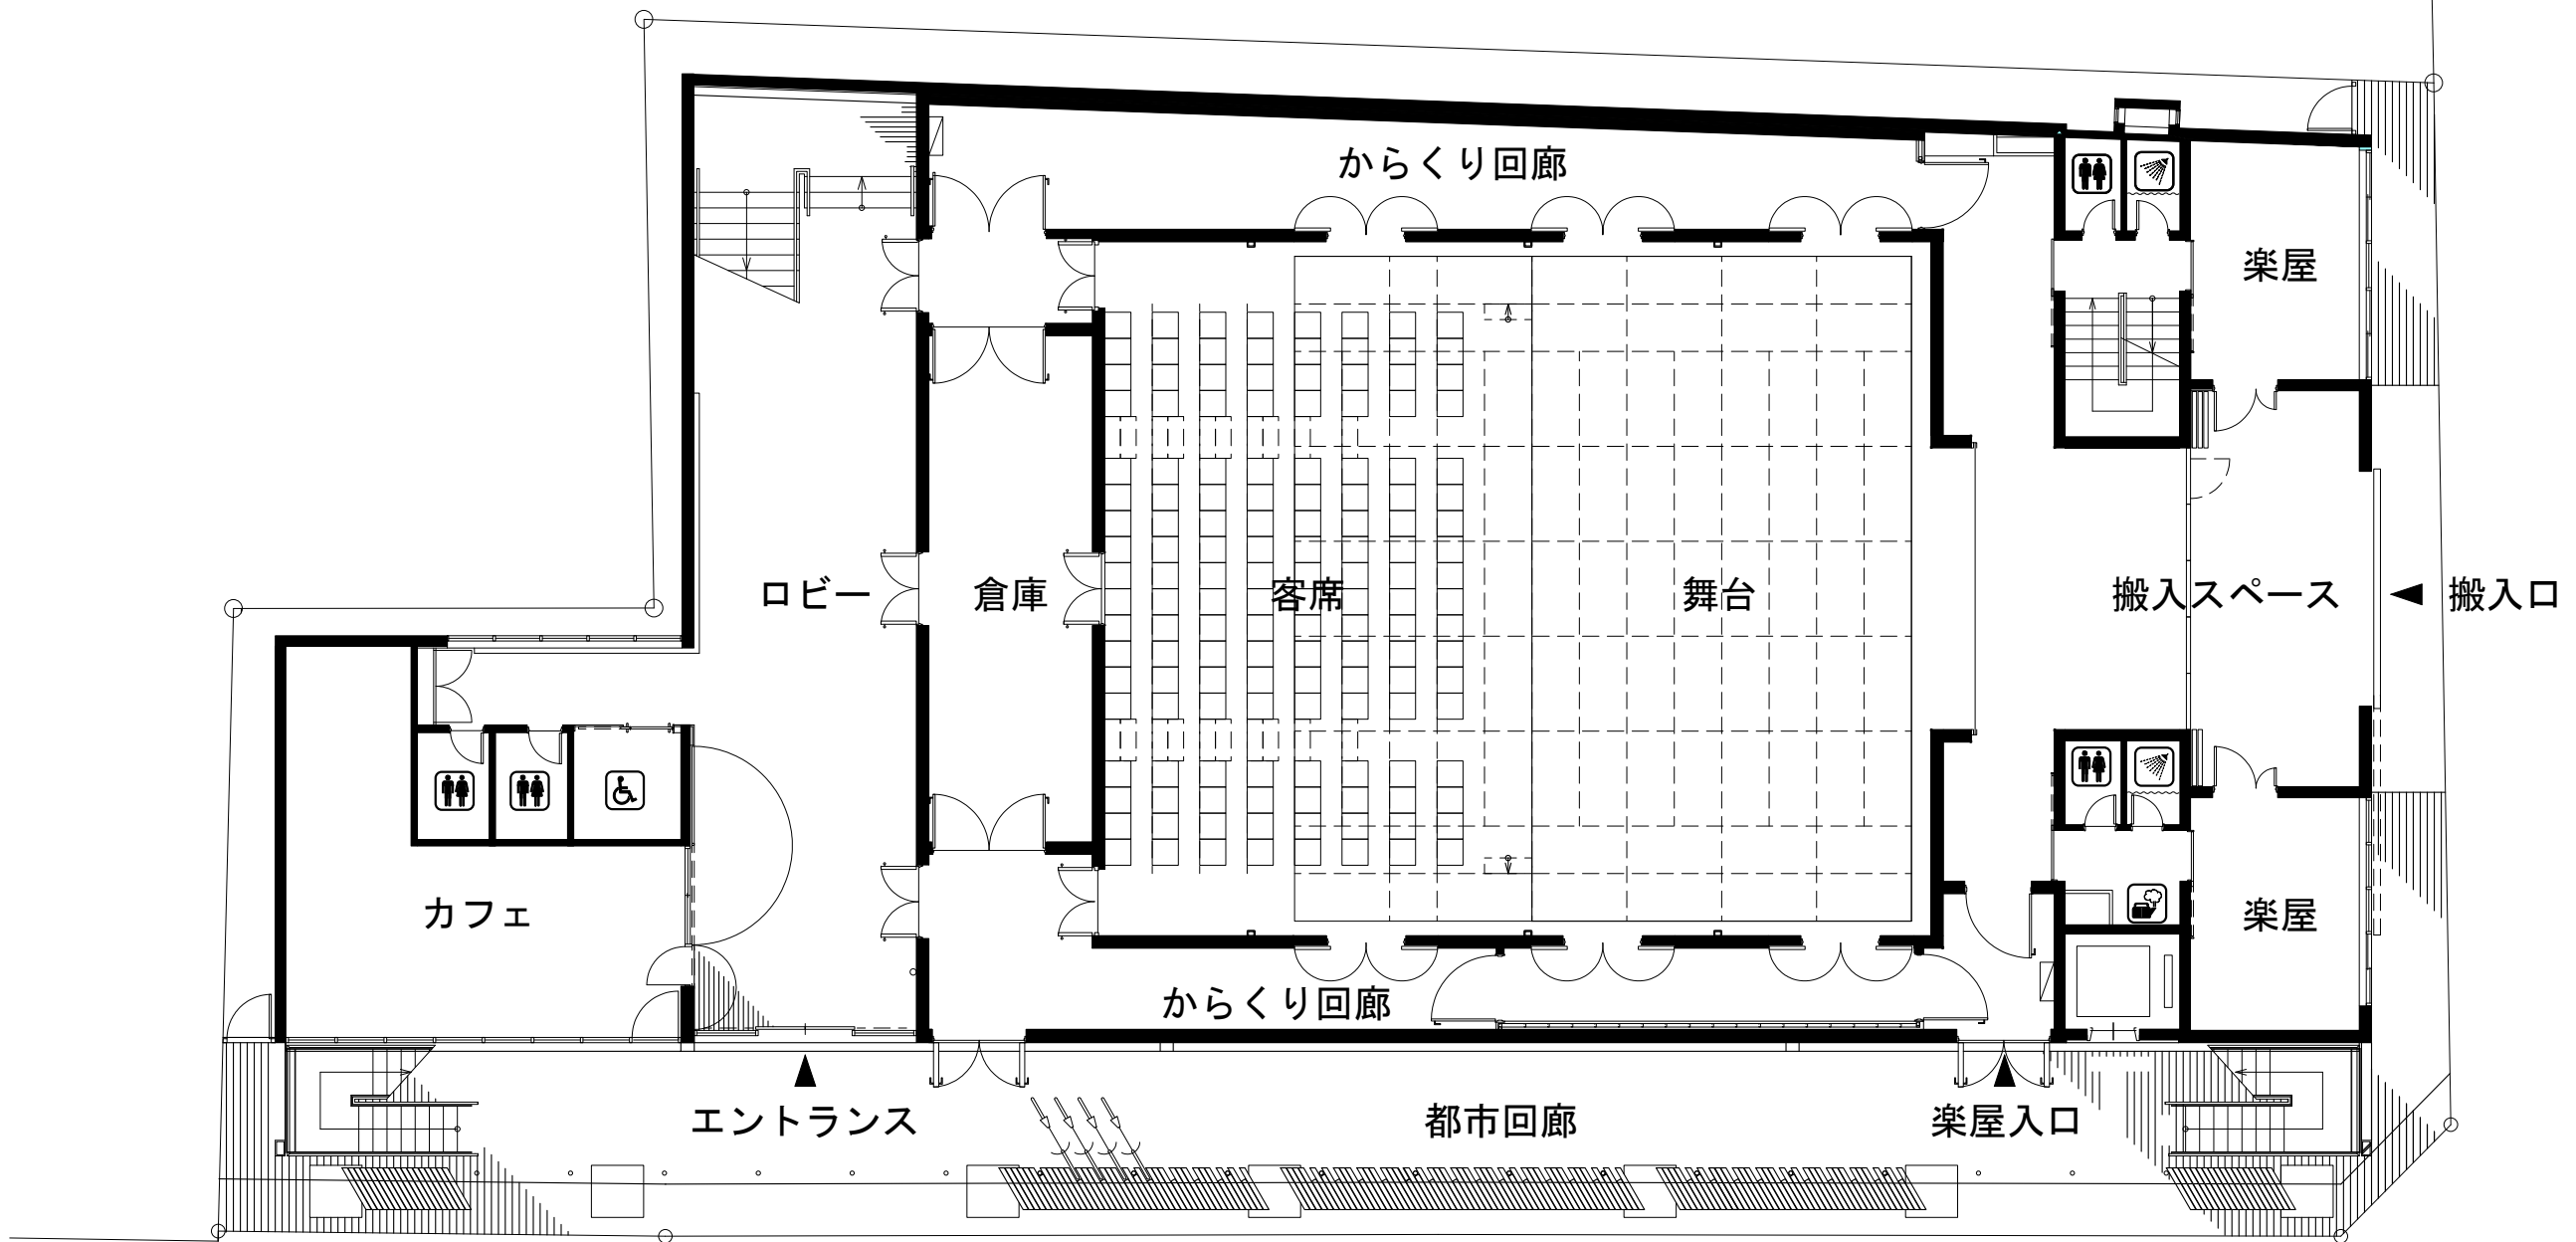 からくり回廊
楽屋
ロビー
倉庫
客席
舞台
搬入スペース
搬入口
カフェ
楽屋
からくり回廊
エントランス
都市回廊
楽屋入口